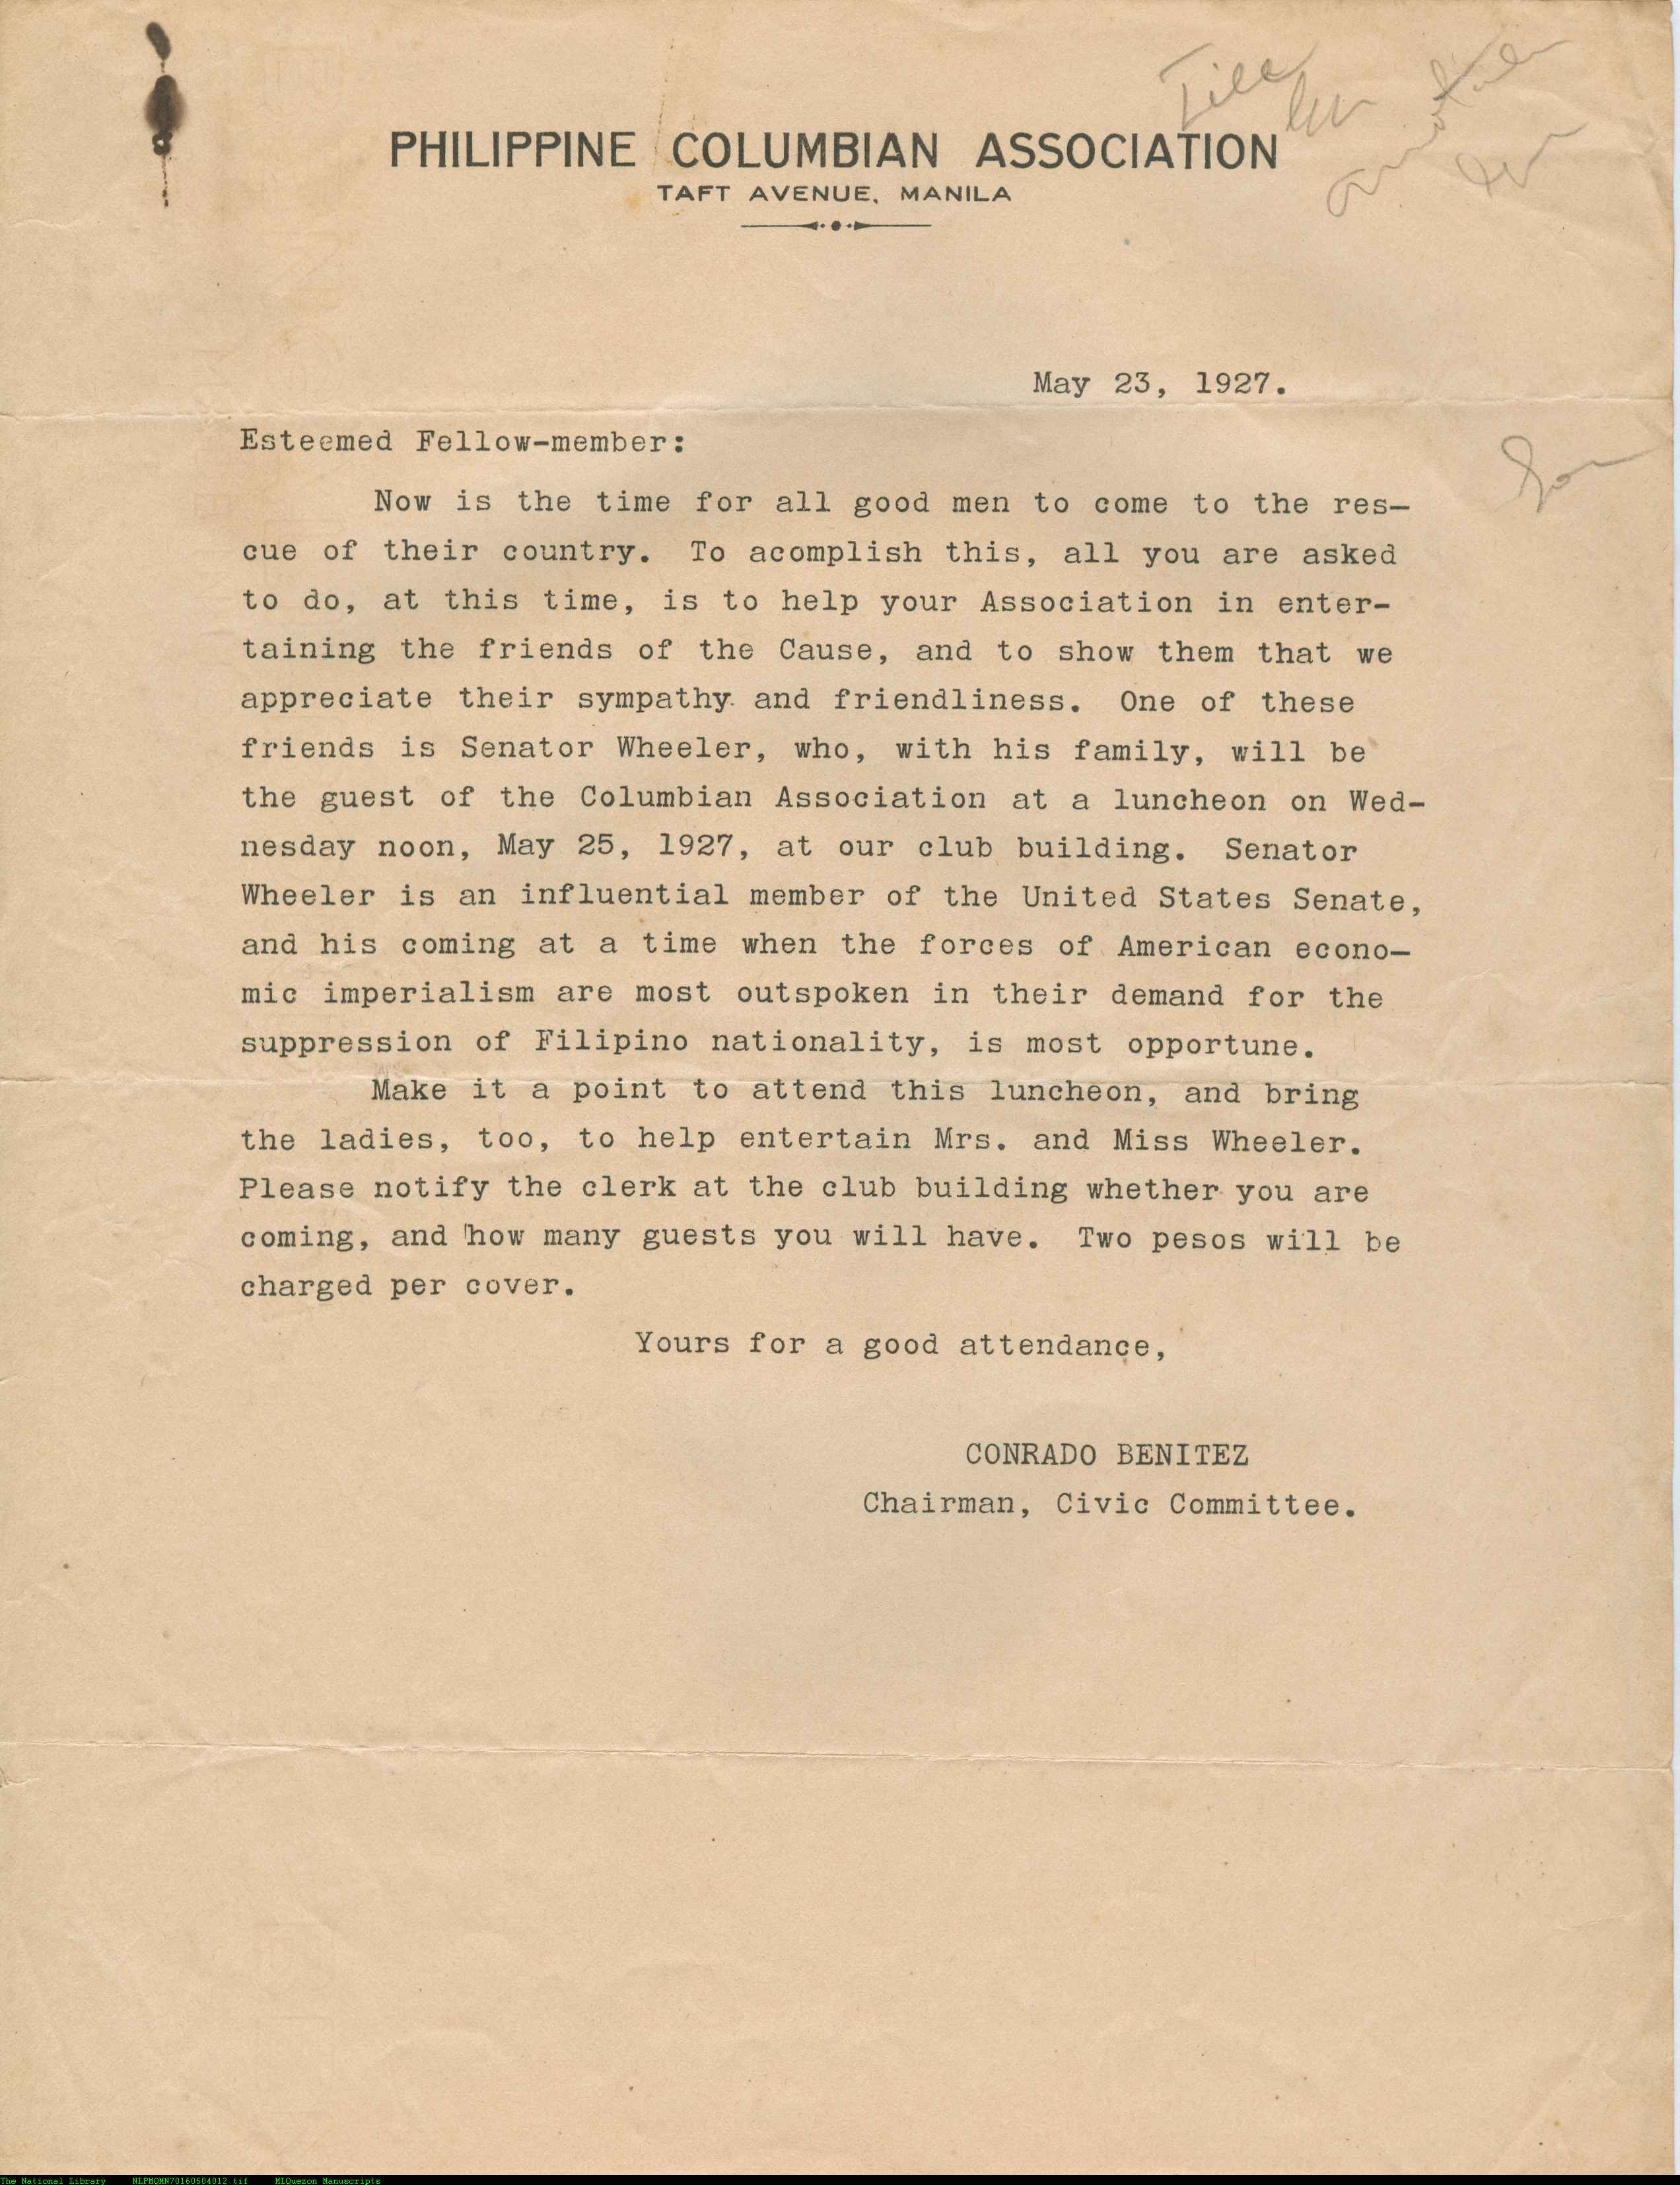 File
PHILIPPINE COLUMBIAN ASSOCIATION
TAFT AVENUE, MANILA
May 23, 1927.
Esteemed Fellow-member:
Now is the time for all good men to come to the res-
cue of their country. To acomplish this, all you are asked
to do, at this time, is to help your Association in enter-
taining the friends of the Cause, and to show them that we
appreciate their sympathy and friendliness. One of these
friends is Senator Wheeler, who, with his family, will be
the guest of the Columbian Association at a luncheon on Wed-
nesday noon, May 25, 1927, at our club building. Senator
Wheeler is an influential member of the United States Senate,
and his coming at a time when the forces of American econo-
mic imperialism are most outspoken in their demand for the
suppression of Filipino nationality, is most opportune.
Make it a point to attend this luncheon, and bring
the ladies, too, to help entertain Mrs. and Miss Wheeler.
Please notify the clerk at the club building whether you are
coming, and how many guests you will have. Two pesos will be
charged per cover.
Yours for a good attendance,
CONRADO BENITEZ
Chairman, Civic Committee.
The National Library NLPMQMN70160504012.tif MLQuezon Manuscripts